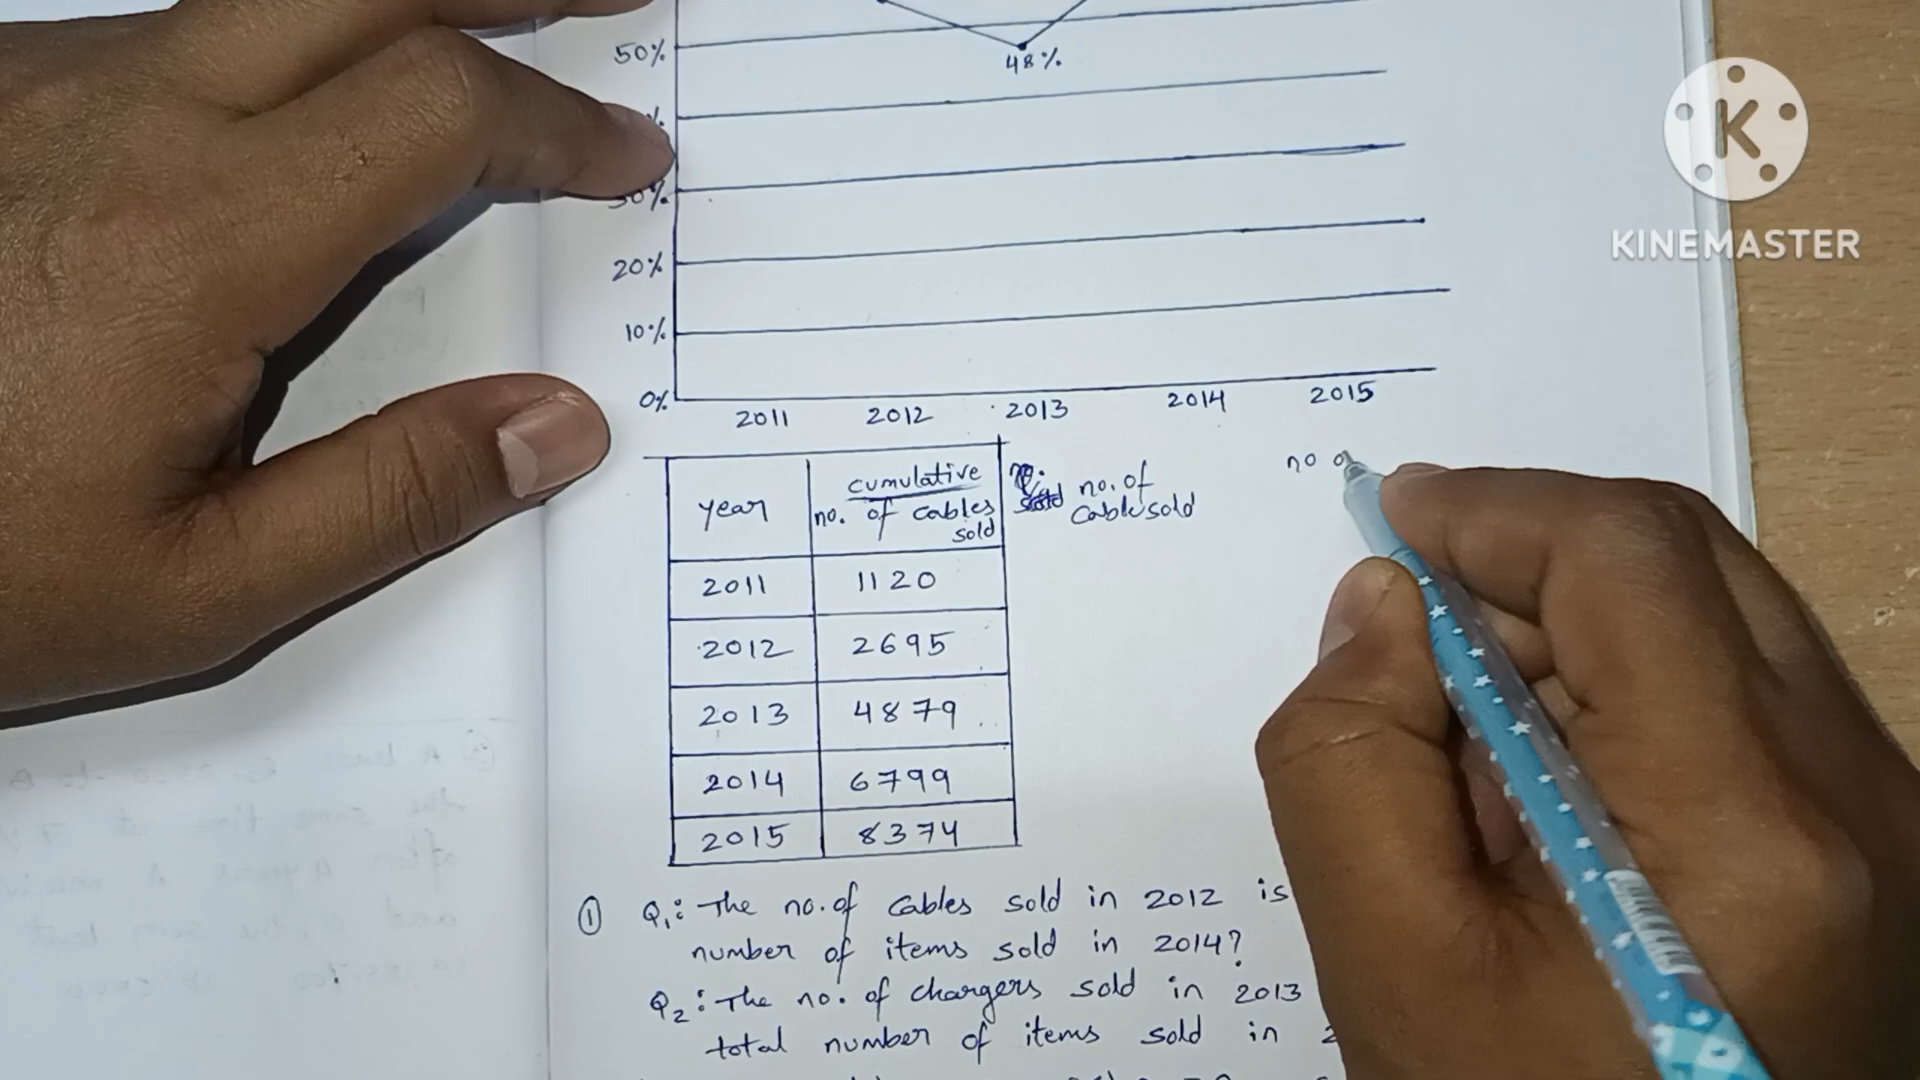 50%
48%
%
30%
20%
10%
0%
2011 2012 2013 2014 2015
K
KINEMASTER
year
cumulative
no. of cables
sold
no. of
cable sold
no o
2011 1120
2012 2695
2013 4879
2014 6799
2015 8374
① Q1: The no. of cables sold in 2012 is
number of items sold in 2014?
Q2: The no. of chargers sold in 2013
total number of items sold in 2